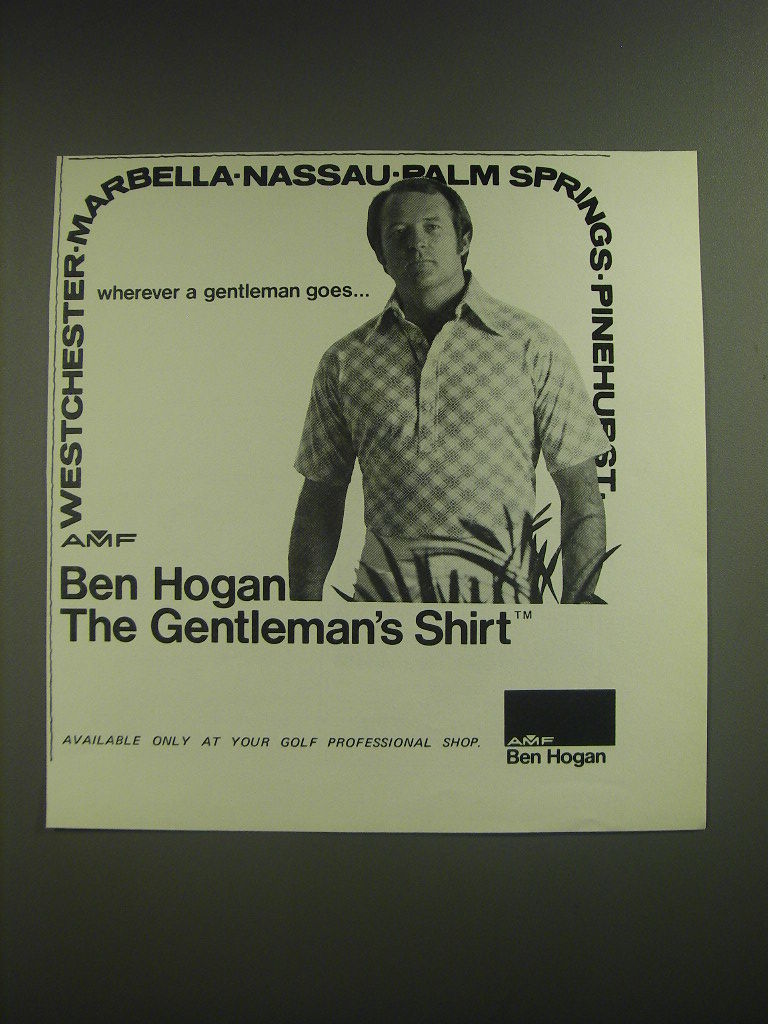 WESTCHESTER·MARBELLA·NASSAU·PALM SPRINGS·PINEHURST.
wherever a gentleman goes...
AMF
Ben Hogan
The Gentleman's Shirt™
AVAILABLE ONLY AT YOUR GOLF PROFESSIONAL SHOP.
AMF
Ben Hogan